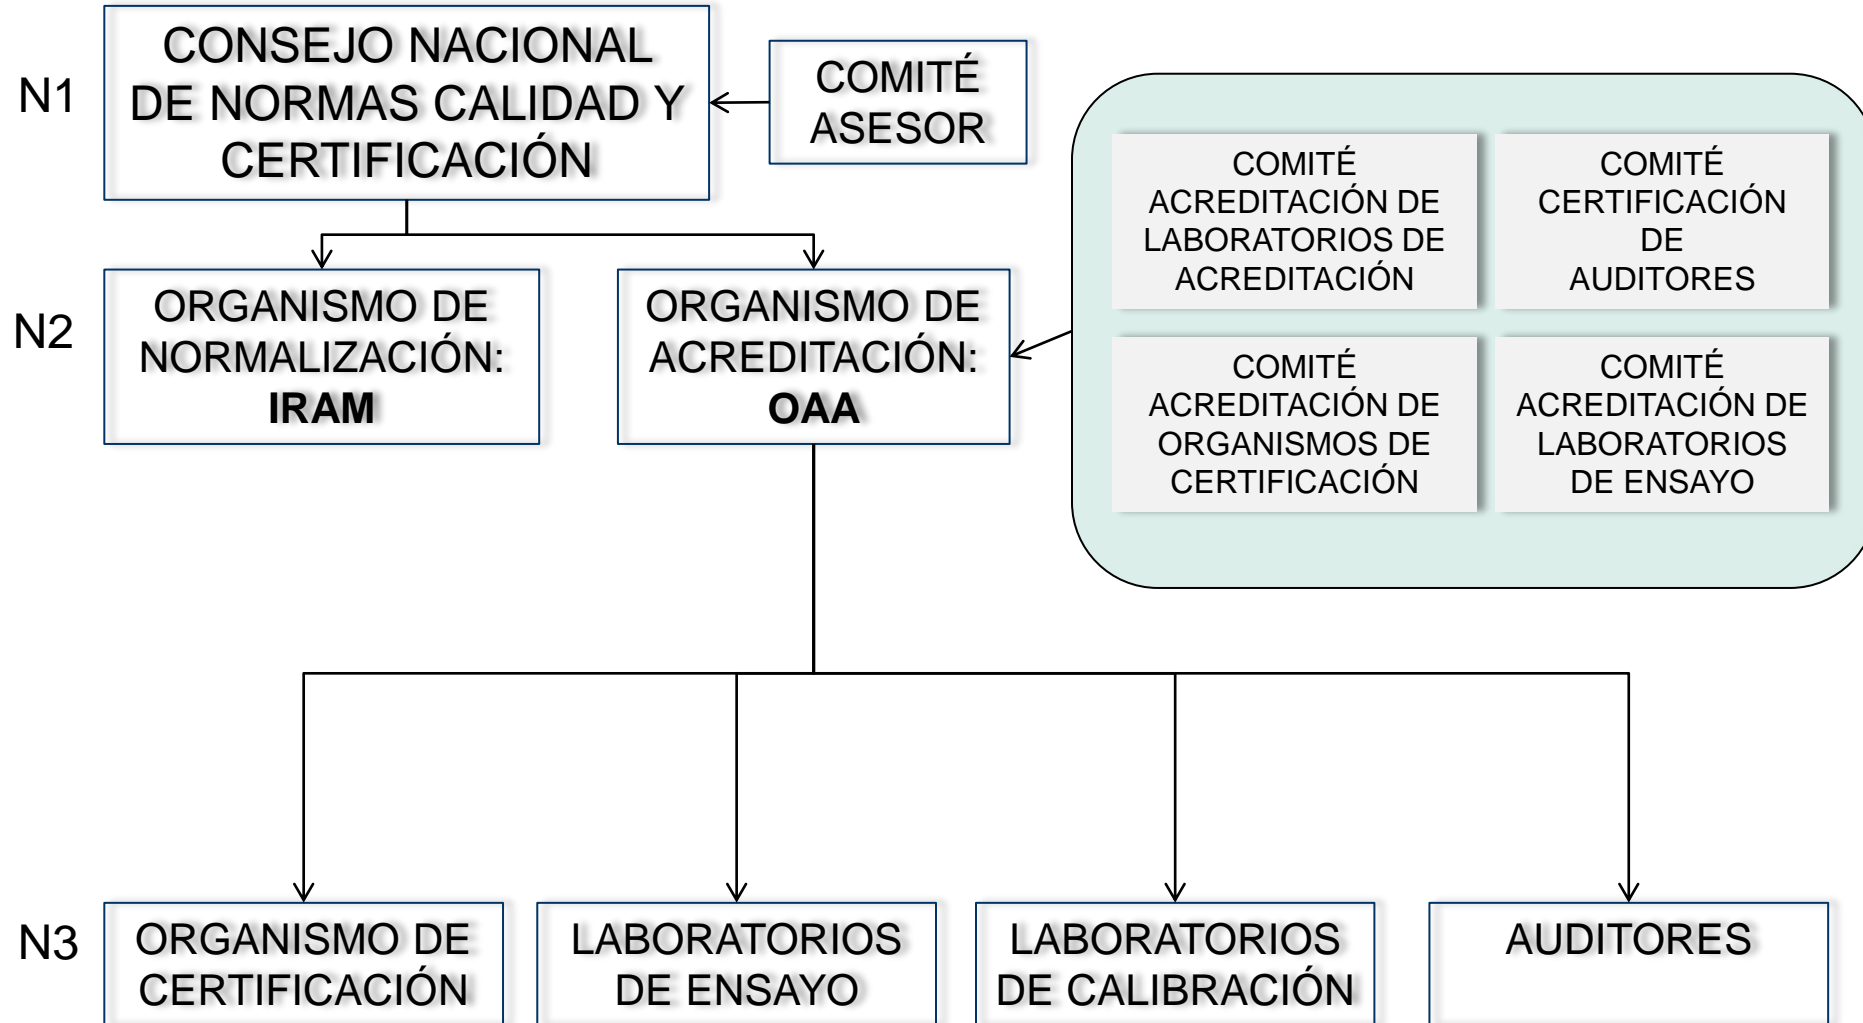 N1
CONSEJO NACIONAL
DE NORMAS CALIDAD Y
CERTIFICACIÓN
COMITÉ
ASESOR
COMITÉ
ACREDITACIÓN DE
LABORATORIOS DE
ACREDITACIÓN
COMITÉ
CERTIFICACIÓN
DE
AUDITORES
N2
ORGANISMO DE
NORMALIZACIÓN:
IRAM
ORGANISMO DE
ACREDITACIÓN:
OAA
COMITÉ
ACREDITACIÓN DE
ORGANISMOS DE
CERTIFICACIÓN
COMITÉ
ACREDITACIÓN DE
LABORATORIOS
DE ENSAYO
N3
ORGANISMO DE
CERTIFICACIÓN
LABORATORIOS
DE ENSAYO
LABORATORIOS
DE CALIBRACIÓN
AUDITORES